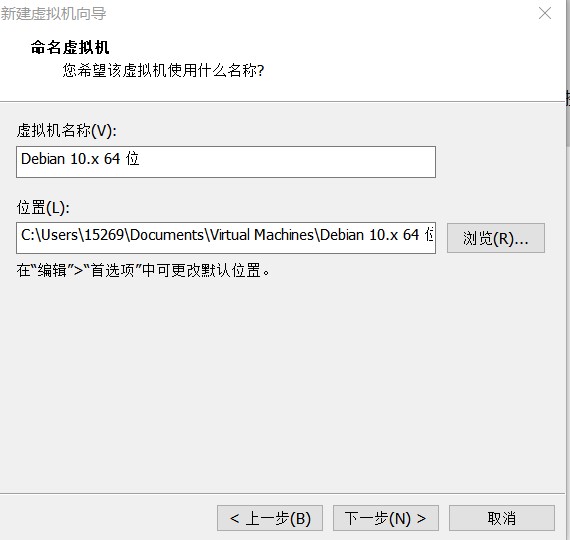 新建虚拟机向导
命名虚拟机
您希望该虚拟机使用什么名称?
虚拟机名称(V):
Debian 10.x 64 位
位置(L):
C:\Users\15269\Documents\Virtual Machines\Debian 10.x 64
浏览(R)...
在“编辑”>“首选项”中可更改默认位置。
< 上一步(B)
下一步(N) >
取消